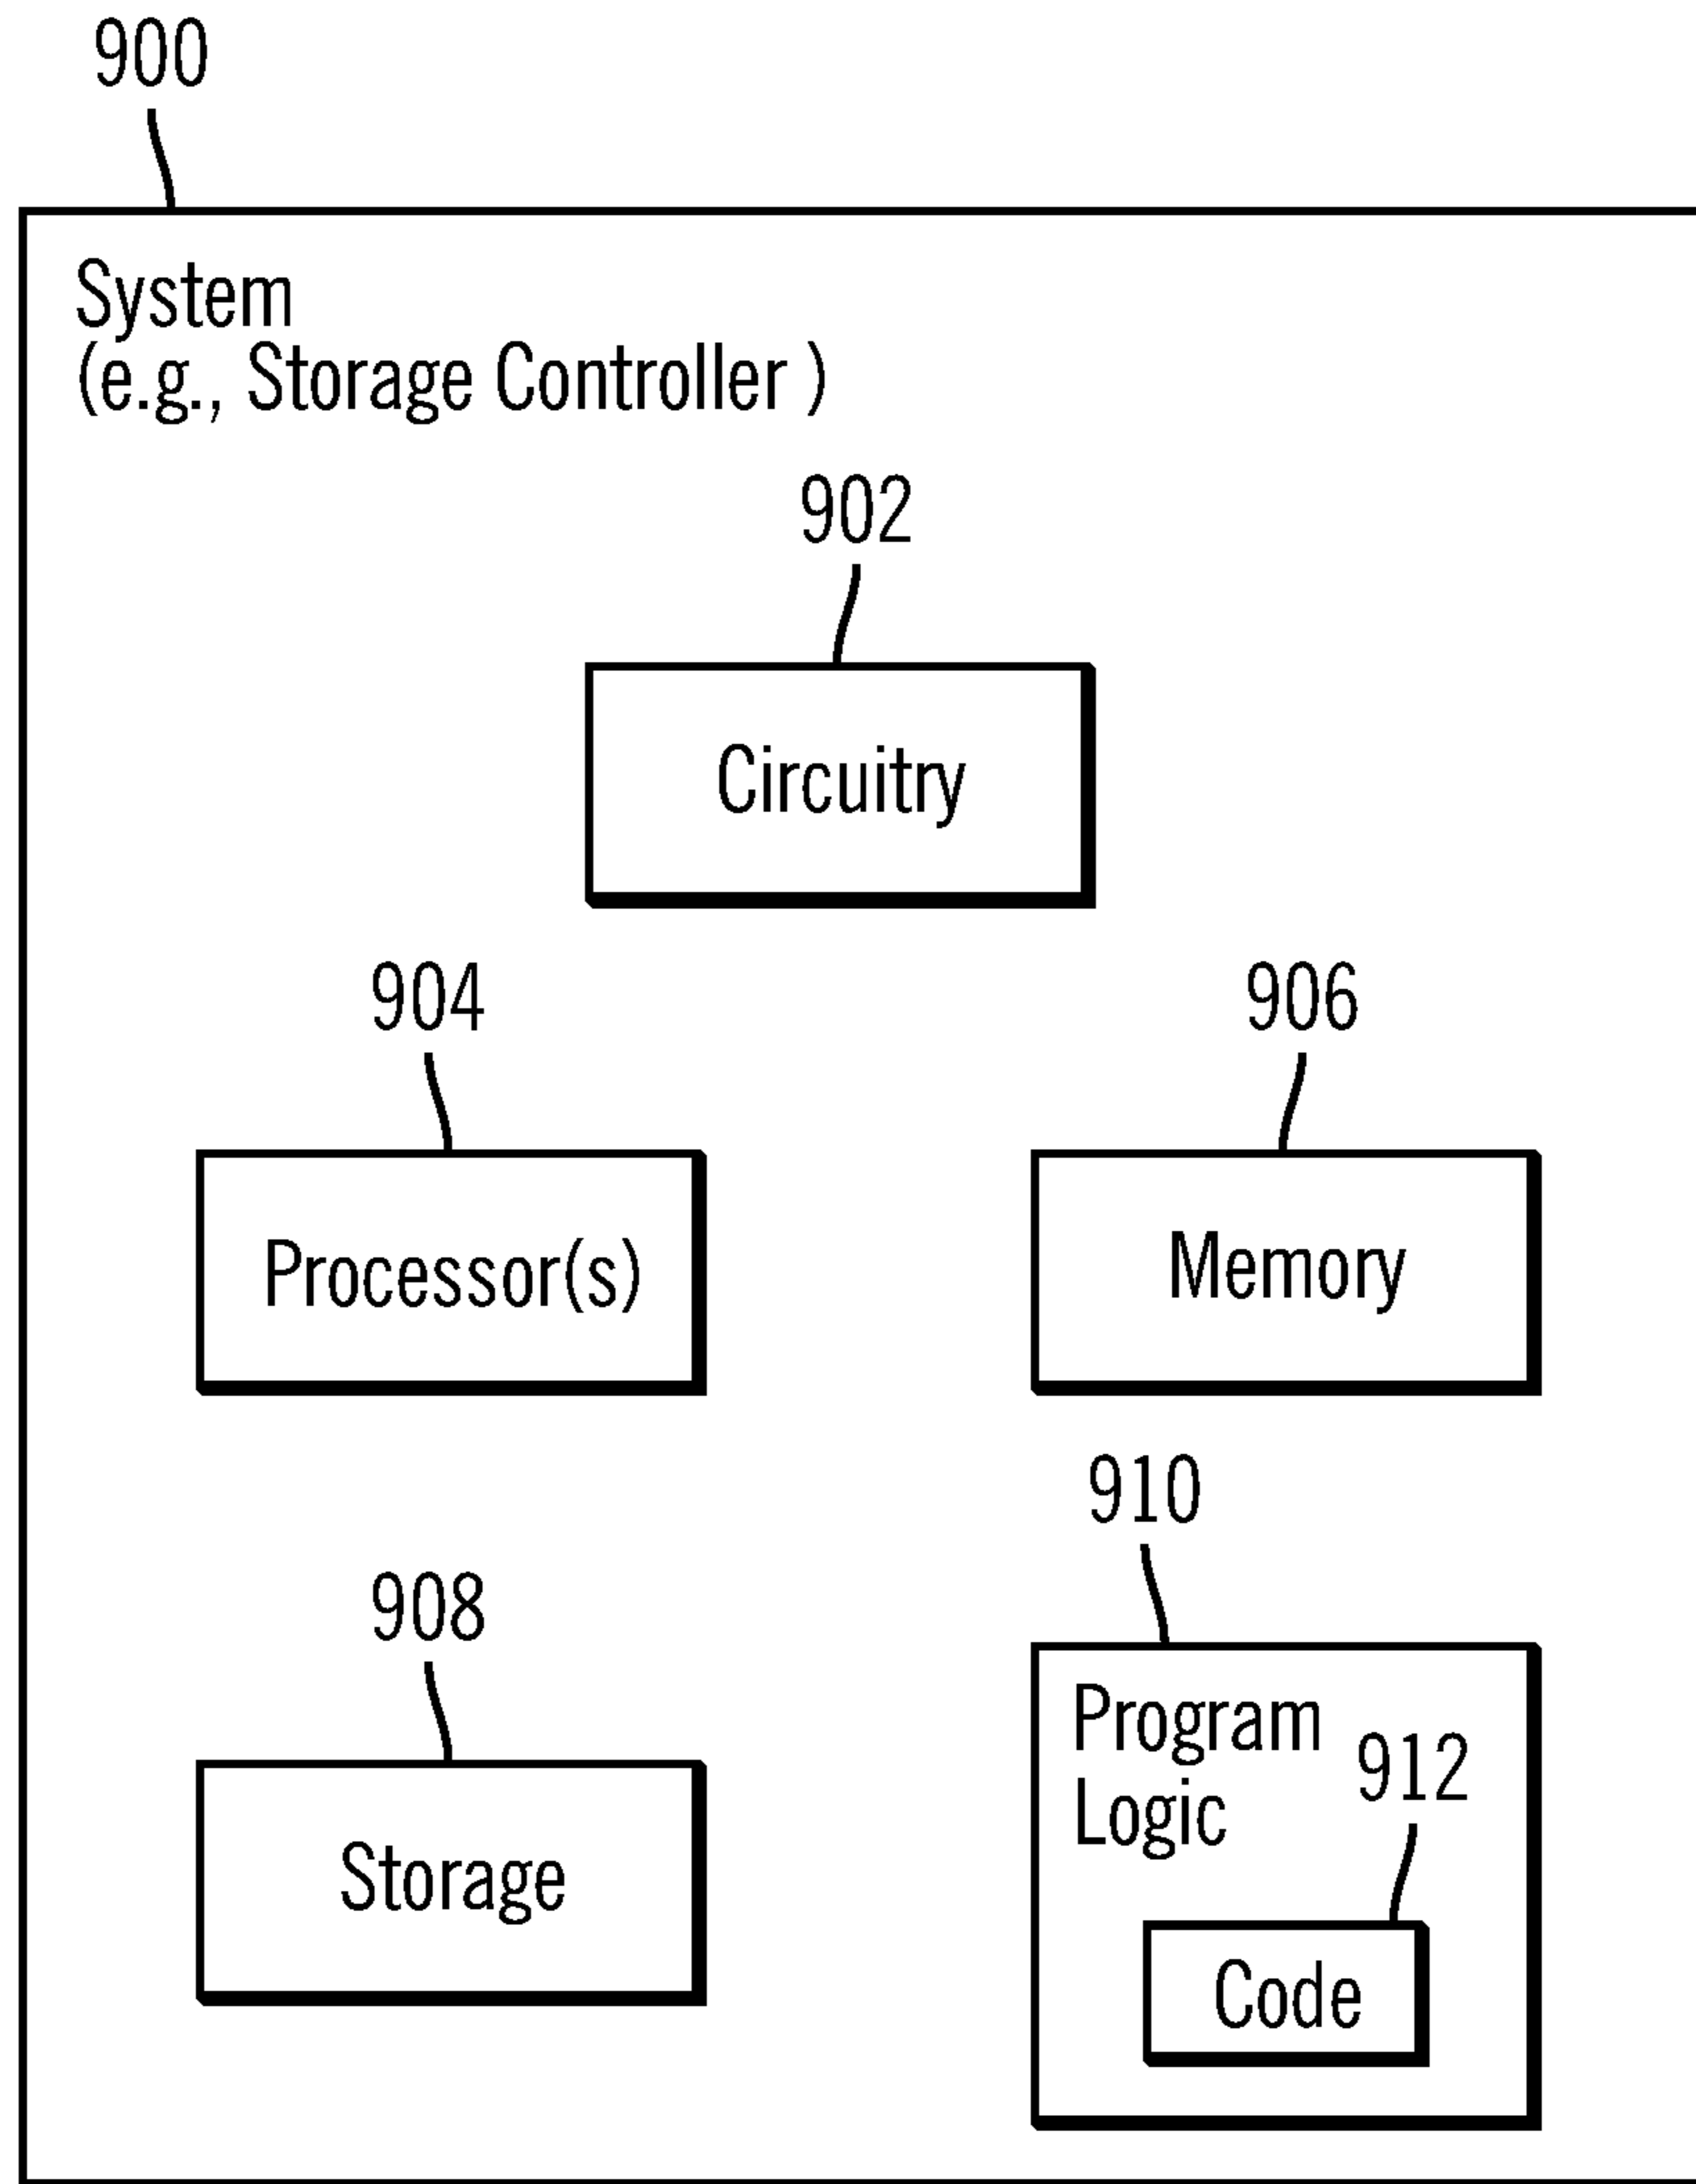 900
System
(e.g., Storage Controller )
902
Circuitry
904
906
Processor(s)
Memory
910
908
Program
Logic
912
Storage
Code